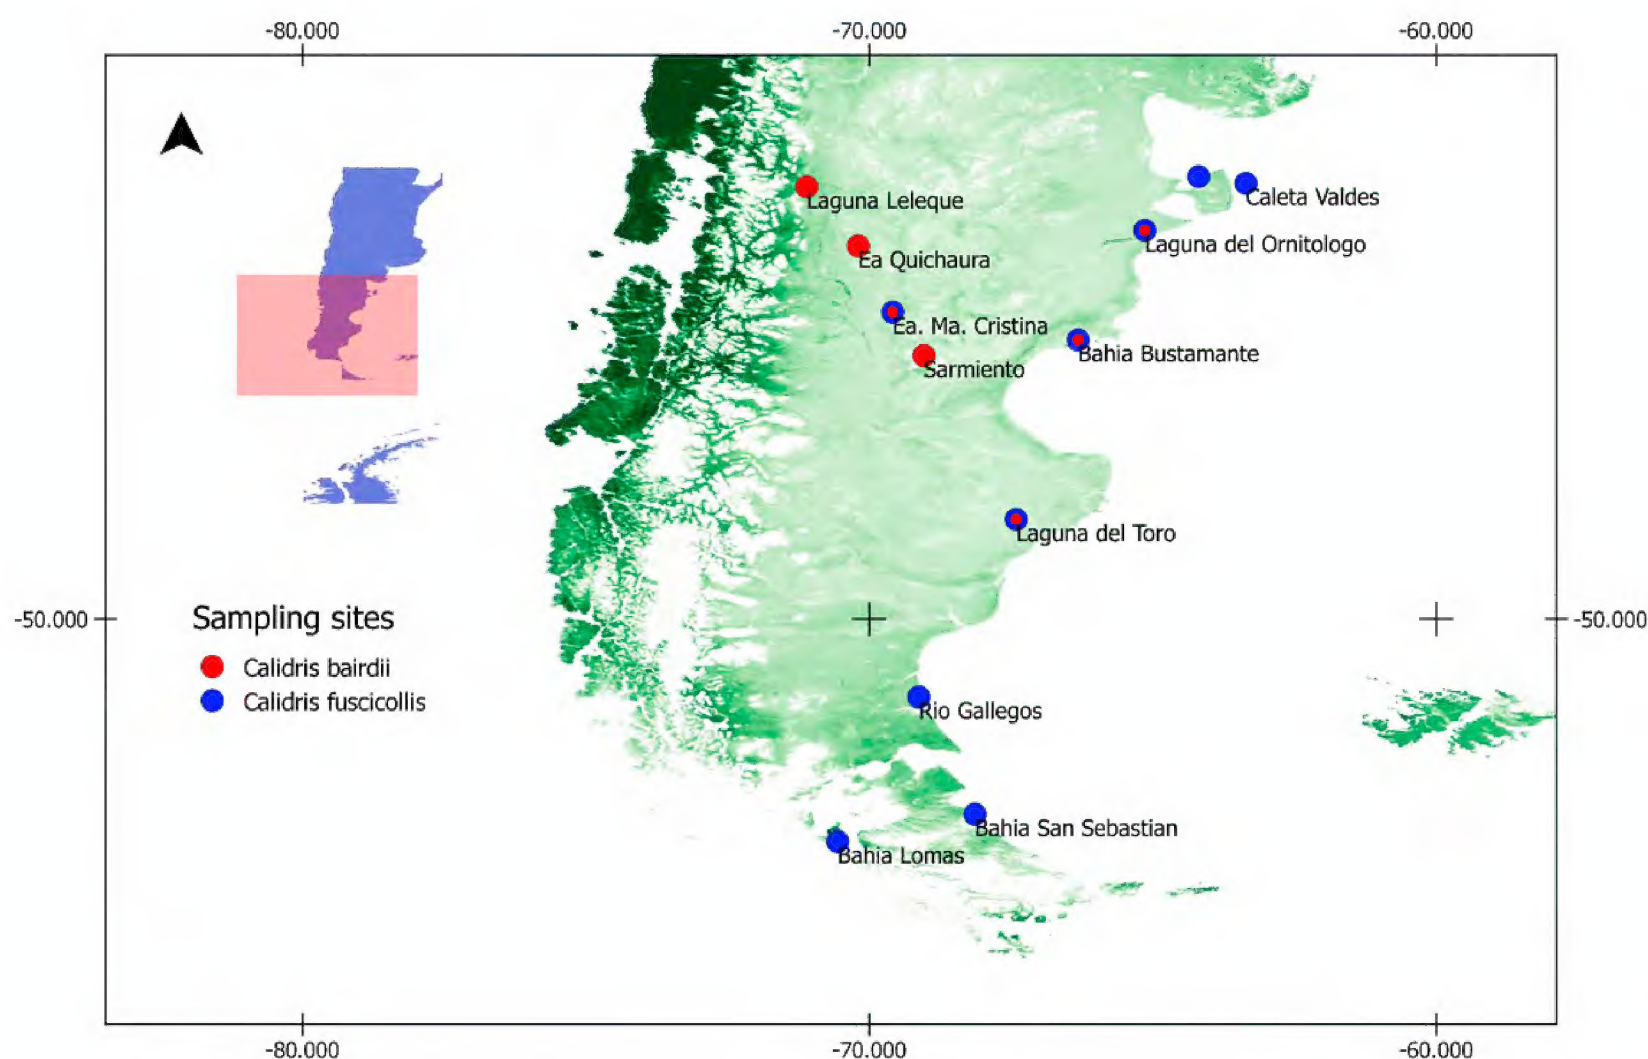 -80.000
-70.000
-60.000
Laguna Leleque
Caleta Valdes
Laguna del Ornitologo
Ea Quichaura
Ea. Ma. Cristina
Bahia Bustamante
Sarmiento
Laguna del Toro
-50.000
-50.000
Sampling sites
Calidris bairdii
Calidris fuscicollis
Rio Gallegos
Bahia San Sebastian
Bahia Lomas
-80.000
-70.000
-60.000